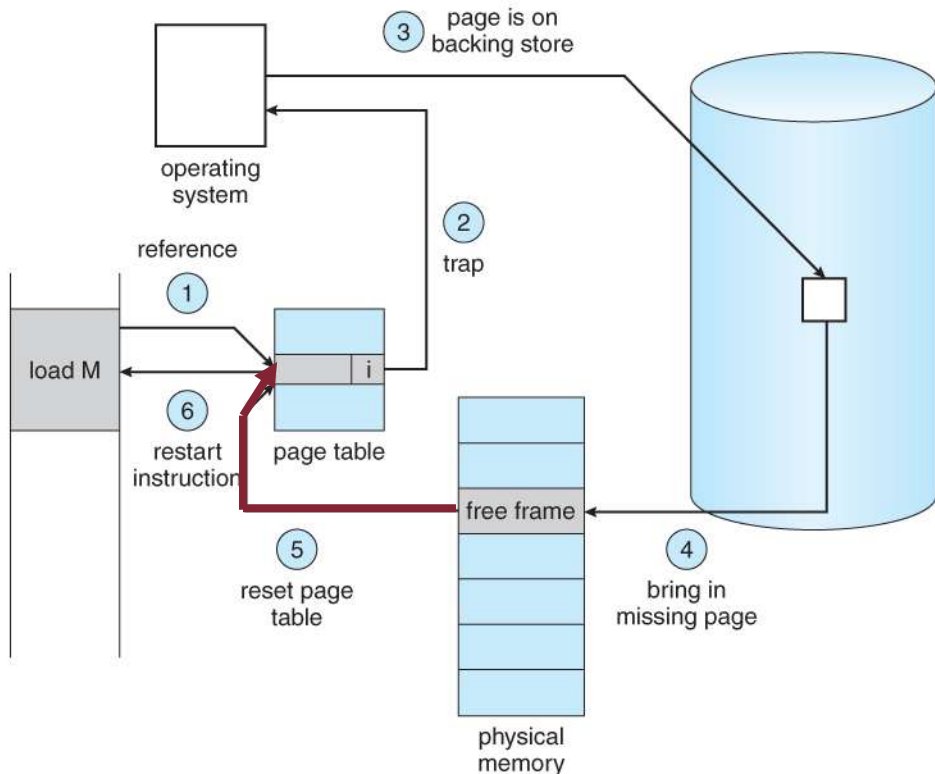 3
page is on
backing store
operating
system
2
trap
reference
1
load M
i
6
restart
instruction
page table
free frame
5
reset page
table
4
bring in
missing page
physical
memory